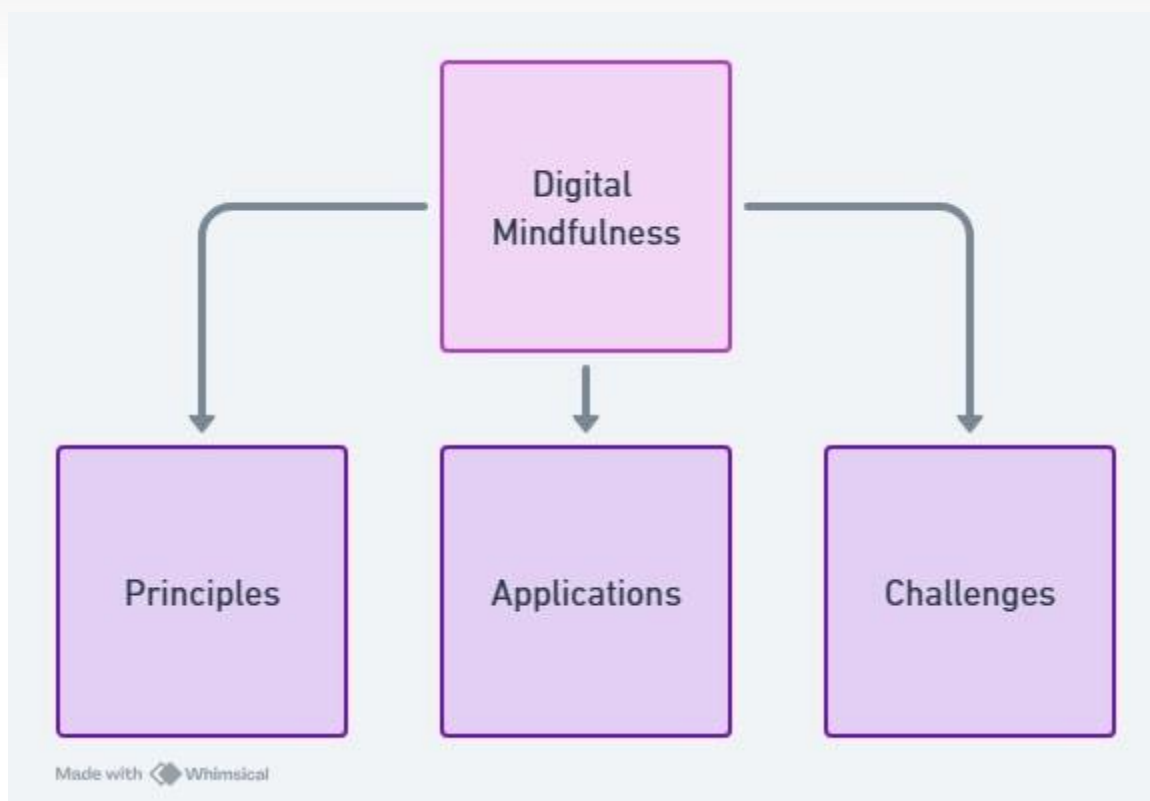 Digital
Mindfulness
Principles
Applications
Challenges
Made with Whimsical